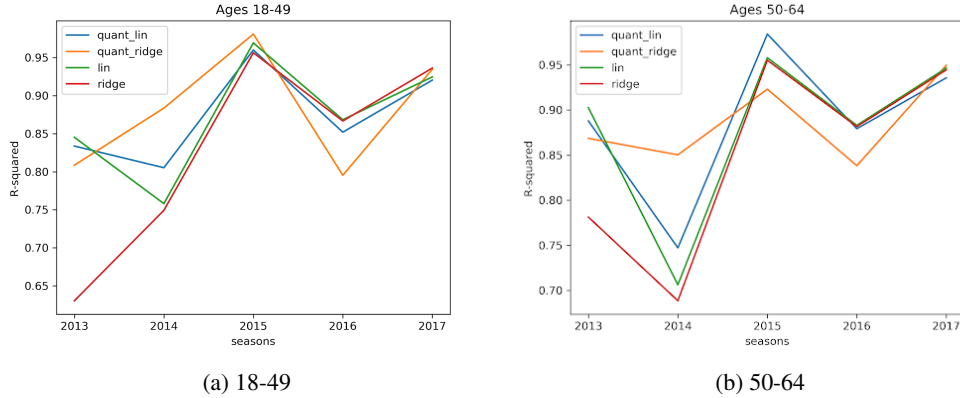 Ages 18-49
quant_lin
quant_ridge
lin
ridge
R-squared
0.95
0.90
0.85
0.80
0.75
0.70
0.65
2013 2014 2015 2016 2017
seasons
(a) 18-49
Ages 50-64
quant_lin
quant_ridge
lin
ridge
R-squared
0.95
0.90
0.85
0.80
0.75
0.70
2013 2014 2015 2016 2017
seasons
(b) 50-64